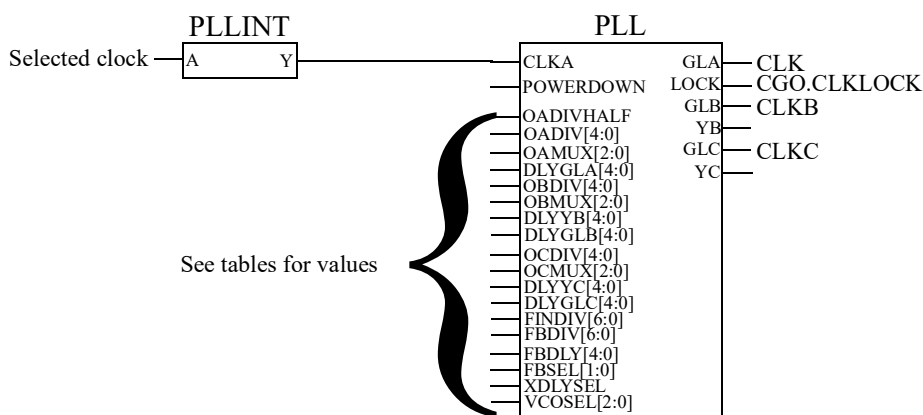 PLLINT
PLL
Selected clock
A Y
CLKA
GLA
CLK
POWERDOWN
LOCK
CGO.CLKLOCK
OADIVHALF
GLB
CLKB
OADIV[4:0]
YB
OAMUX[2:0]
GLC
CLKC
DLYGLA[4:0]
YC
OBDIV[4:0]
OBMUX[2:0]
DLYYB[4:0]
DLYGLB[4:0]
OCDIV[4:0]
See tables for values
OCMUX[2:0]
DLYYC[4:0]
DLYGLC[4:0]
FINDIV[6:0]
FBDIV[6:0]
FBDLY[4:0]
FBSEL[1:0]
XDLYSEL
VCOSEL[2:0]